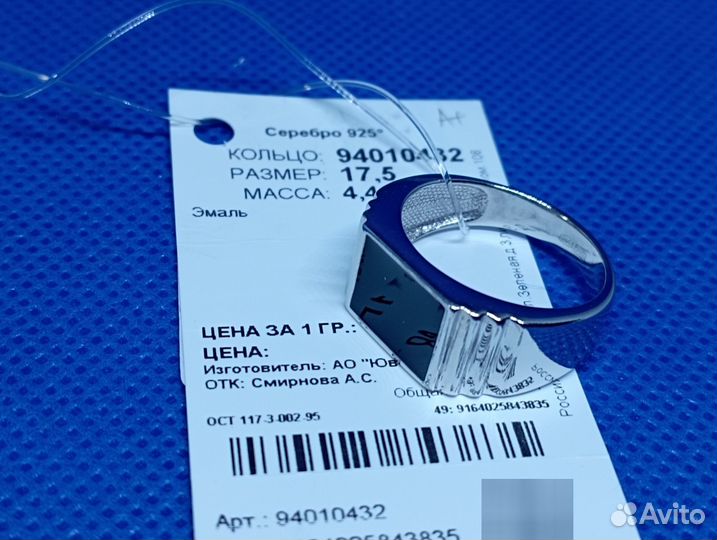 A+
Серебро 925°
КОЛЬЦО: 94010432
РАЗМЕР: 17,5
МАССА: 4,4
Эмаль
ЦЕНА ЗА 1 ГР.:
ЦЕНА:
Изготовитель: АО "Юв
ОТК: Смирнова А.С.
ОСТ 117-3-002-95
49: 9164025843835
Арт.: 94010432
Avito